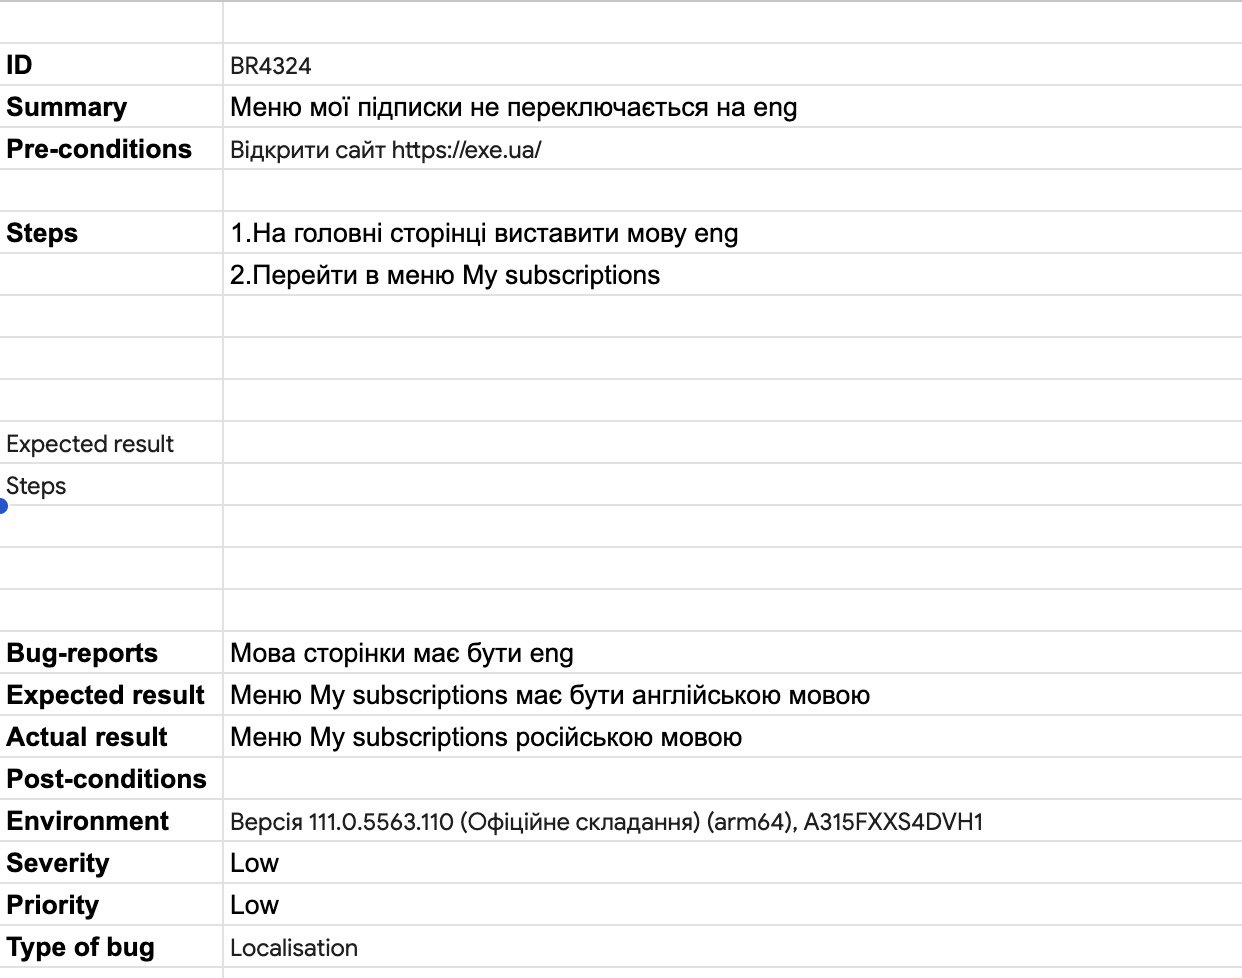 ID BR4324
Summary Меню мої підписки не переключається на eng
Pre-conditions Відкрити сайт https://exe.ua/
Steps 1.На головні сторінці виставити мову eng
2.Перейти в меню My subscriptions
Expected result
Steps
Bug-reports Мова сторінки має бути eng
Expected result Меню My subscriptions має бути англійською мовою
Actual result Меню My subscriptions російською мовою
Post-conditions
Environment Версія 111.0.5563.110 (Офіційне складання) (arm64), A315FXXS4DVH1
Severity Low
Priority Low
Type of bug Localisation